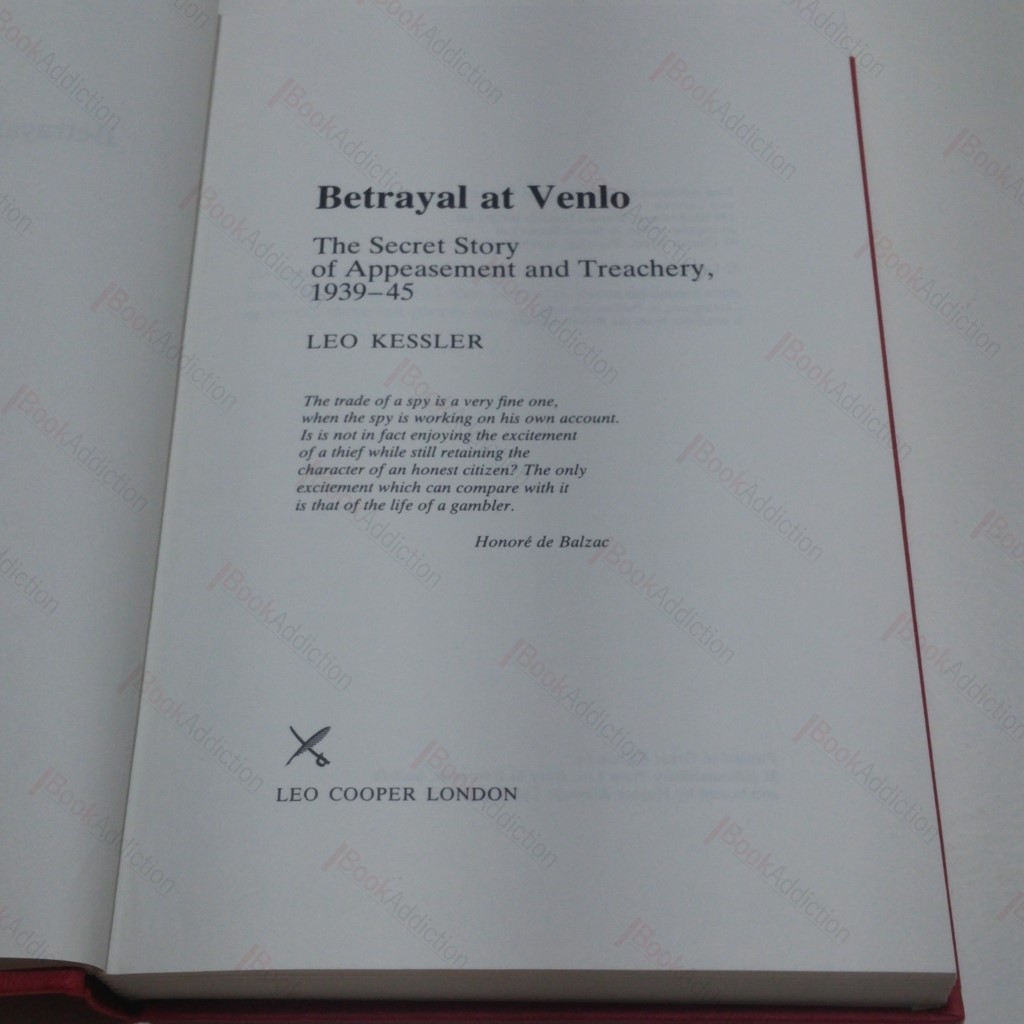 Betrayal at Venlo
The Secret Story
of Appeasement and Treachery,
1939–45
LEO KESSLER
The trade of a spy is a very fine one,
when the spy is working on his own account.
Is is not in fact enjoying the excitement
of a thief while still retaining the
character of an honest citizen? The only
excitement which can compare with it
is that of the life of a gambler.
Honoré de Balzac
LEO COOPER LONDON
BookAddiction